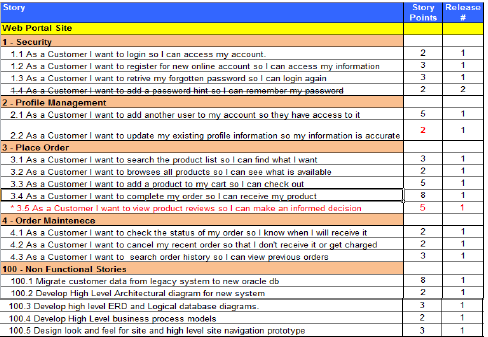 Story Story Points Release #
Web Portal Site
1 - Security
1.1 As a Customer I want to login so I can access my account. 2 1
1.2 As a Customer I want to register for new online account so I can access my information 3 1
1.3 As a Customer I want to retrive my forgotten password so I can login again 3 1
1.4 As a Customer I want to add a password hint so I can remember my password 2 2
2 - Profile Management
2.1 As a Customer I want to add another user to my account so they have access to it 5 1
2.2 As a Customer I want to update my existing profile information so my information is accurate 2 1
3 - Place Order
3.1 As a Customer I want to search the product list so I can find what I want 3 1
3.2 As a Customer I want to browses all products so I can see what is available 2 1
3.3 As a Customer I want to add a product to my cart so I can check out 5 1
3.4 As a Customer I want to complete my order so I can receive my product 8 1
* 3.5 As a Customer I want to view product reviews so I can make an informed decision 5 1
4 - Order Maintenece
4.1 As a Customer I want to check the status of my order so I know when I will receive it 2 1
4.2 As a Customer I want to cancel my recent order so that I don't receive it or get charged 2 1
4.3 As a Customer I want to search order history so I can view previous orders 3 1
100 - Non Functional Stories
100.1 Migrate customer data from legacy system to new oracle db 8 1
100.2 Develop High Level Architectural diagram for new system 2 1
100.3 Develop high level ERD and Logical database diagrams. 3 1
100.4 Develop High Level business process models 2 1
100.5 Design look and feel for site and high level site navigation prototype 3 1